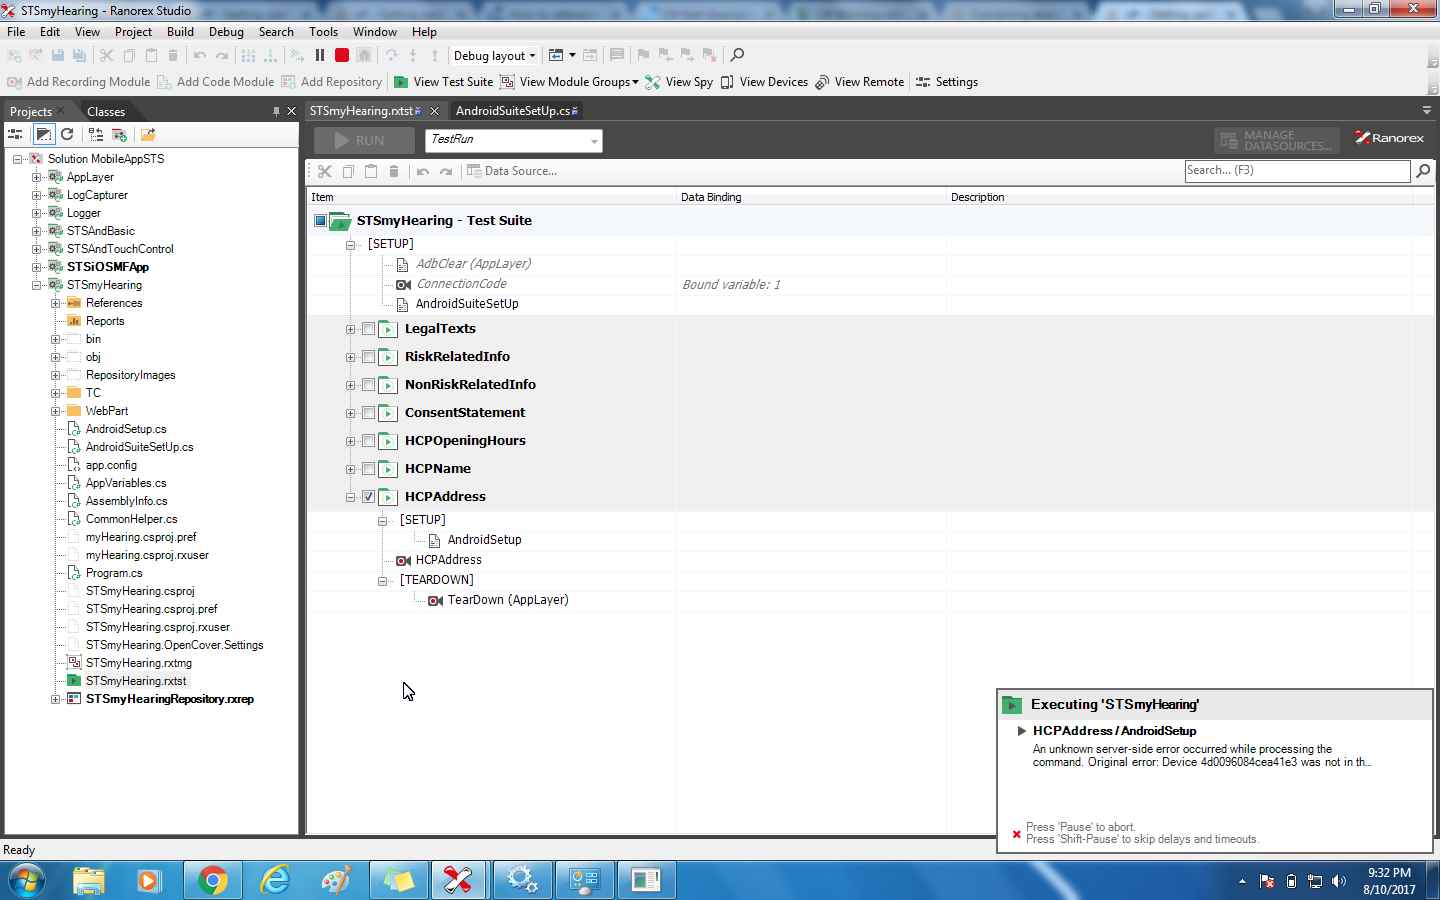 STSmyHearing - Ranorex Studio
File Edit View Project Build Debug Search Tools Window Help
Debug layout
Add Recording Module Add Code Module Add Repository View Test Suite View Module Groups View Spy View Devices View Remote Settings
Projects Classes
STSmyHearing.rxtst AndroidSuiteSetUp.cs
RUN TestRun MANAGE DATASOURCES... Ranorex
Data Source... Search... (F3)
Item Data Binding Description
Solution MobileAppSTS
AppLayer
LogCapturer
Logger
STSAndBasic
STSAndTouchControl
STSiOSMFApp
STSmyHearing
References
Reports
bin
obj
RepositoryImages
TC
WebPart
AndroidSetup.cs
AndroidSuiteSetUp.cs
app.config
AppVariables.cs
AssemblyInfo.cs
CommonHelper.cs
myHearing.csproj.pref
myHearing.csproj.rxuser
Program.cs
STSmyHearing.csproj
STSmyHearing.csproj.pref
STSmyHearing.csproj.rxuser
STSmyHearing.OpenCover.Settings
STSmyHearing.rxtmg
STSmyHearing.rxtst
STSmyHearingRepository.rxrep
STSmyHearing - Test Suite
[SETUP]
AdbClear (AppLayer)
ConnectionCode Bound variable: 1
AndroidSuiteSetUp
LegalTexts
RiskRelatedInfo
NonRiskRelatedInfo
ConsentStatement
HCPOpeningHours
HCPName
HCPAddress
[SETUP]
AndroidSetup
HCPAddress
[TEARDOWN]
TearDown (AppLayer)
Executing 'STSmyHearing'
HCPAddress / AndroidSetup
An unknown server-side error occurred while processing the
command. Original error: Device 4d0096084cea41e3 was not in th...
Press 'Pause' to abort.
Press 'Shift-Pause' to skip delays and timeouts.
Ready
9:32 PM
8/10/2017